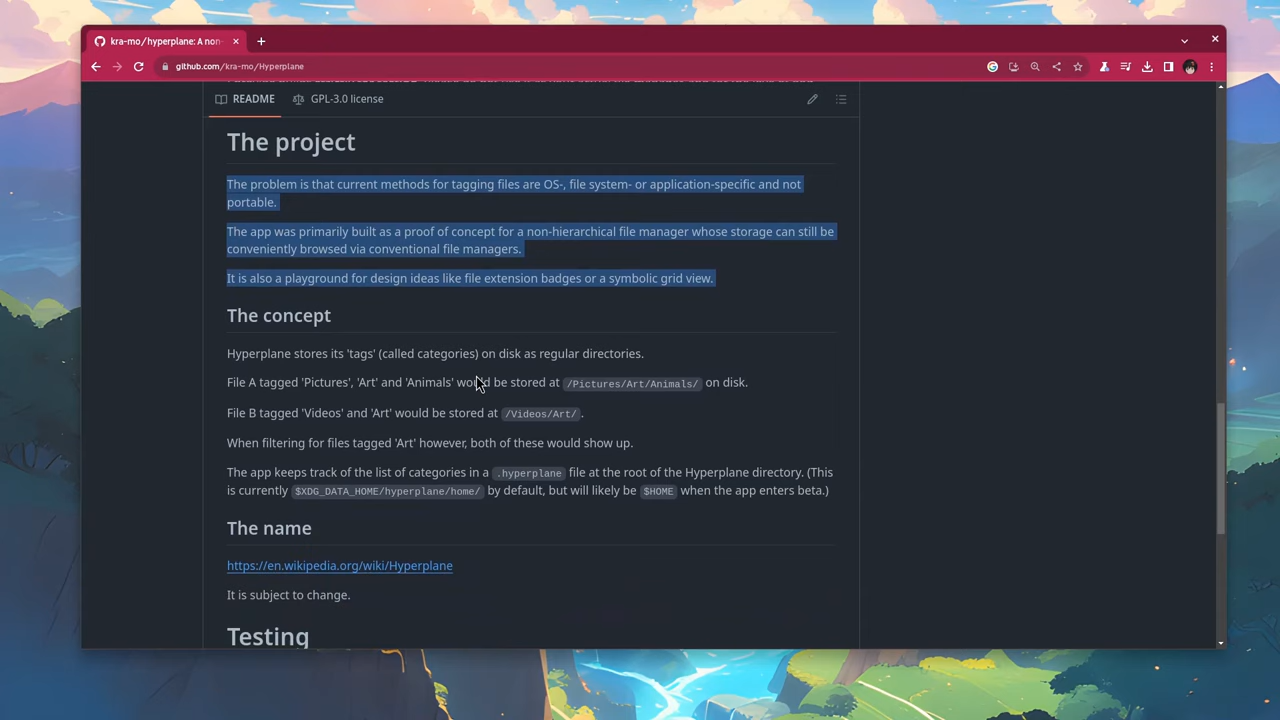 kra-mo/hyperplane: A non-
github.com/kra-mo/Hyperplane
README
GPL-3.0 license
The project
The problem is that current methods for tagging files are OS-, file system- or application-specific and not
portable.
The app was primarily built as a proof of concept for a non-hierarchical file manager whose storage can still be
conveniently browsed via conventional file managers.
It is also a playground for design ideas like file extension badges or a symbolic grid view.
The concept
Hyperplane stores its 'tags' (called categories) on disk as regular directories.
File A tagged 'Pictures', 'Art' and 'Animals' would be stored at /Pictures/Art/Animals/ on disk.
File B tagged 'Videos' and 'Art' would be stored at /Videos/Art/.
When filtering for files tagged 'Art' however, both of these would show up.
The app keeps track of the list of categories in a .hyperplane file at the root of the Hyperplane directory. (This
is currently $XDG_DATA_HOME/hyperplane/home/ by default, but will likely be $HOME when the app enters beta.)
The name
https://en.wikipedia.org/wiki/Hyperplane
It is subject to change.
Testing